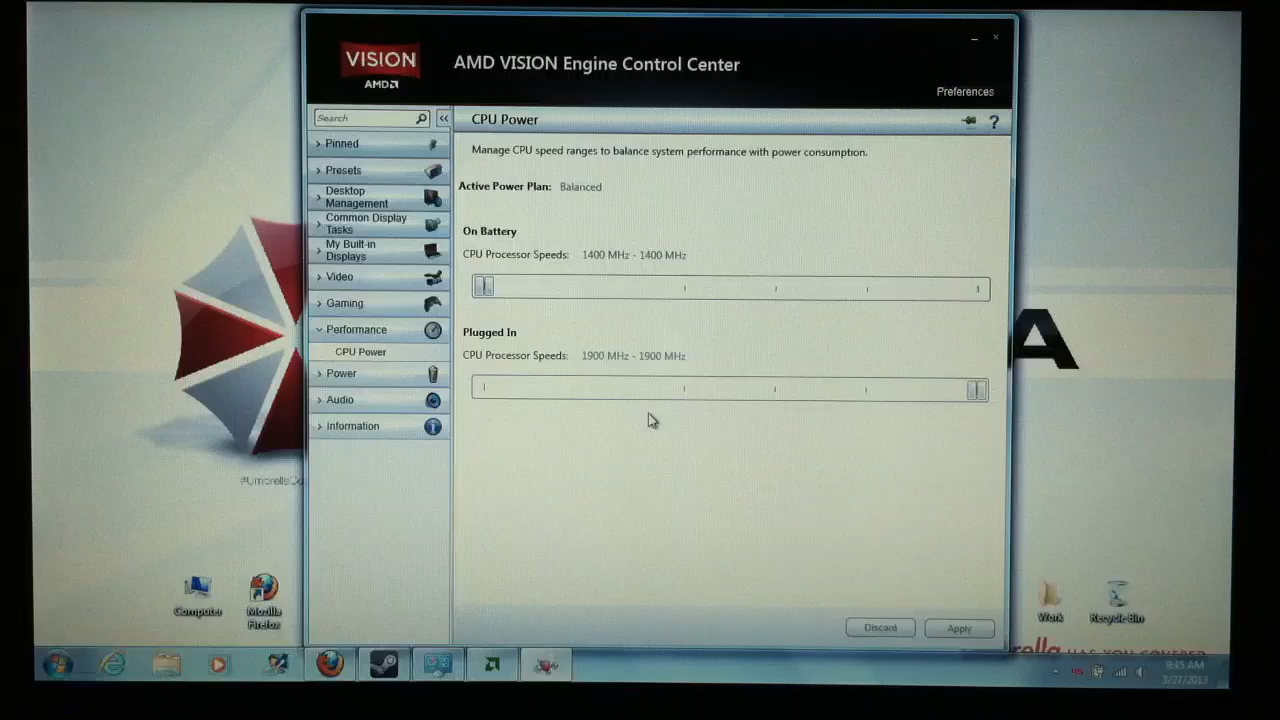 VISION
AMD
AMD VISION Engine Control Center
Preferences
Search
CPU Power
?
Pinned
Manage CPU speed ranges to balance system performance with power consumption.
Presets
Active Power Plan: Balanced
Desktop
Management
Common Display
Tasks
On Battery
My Built-in
Displays
CPU Processor Speeds: 1400 MHz - 1400 MHz
Video
Gaming
Performance
Plugged In
CPU Power
CPU Processor Speeds: 1900 MHz - 1900 MHz
Power
Audio
Information
A
Computer
Mozilla
Firefox
Work
Recycle Bin
Discard
Apply
HAS YOU COVERED
9:45 AM
3/27/2013